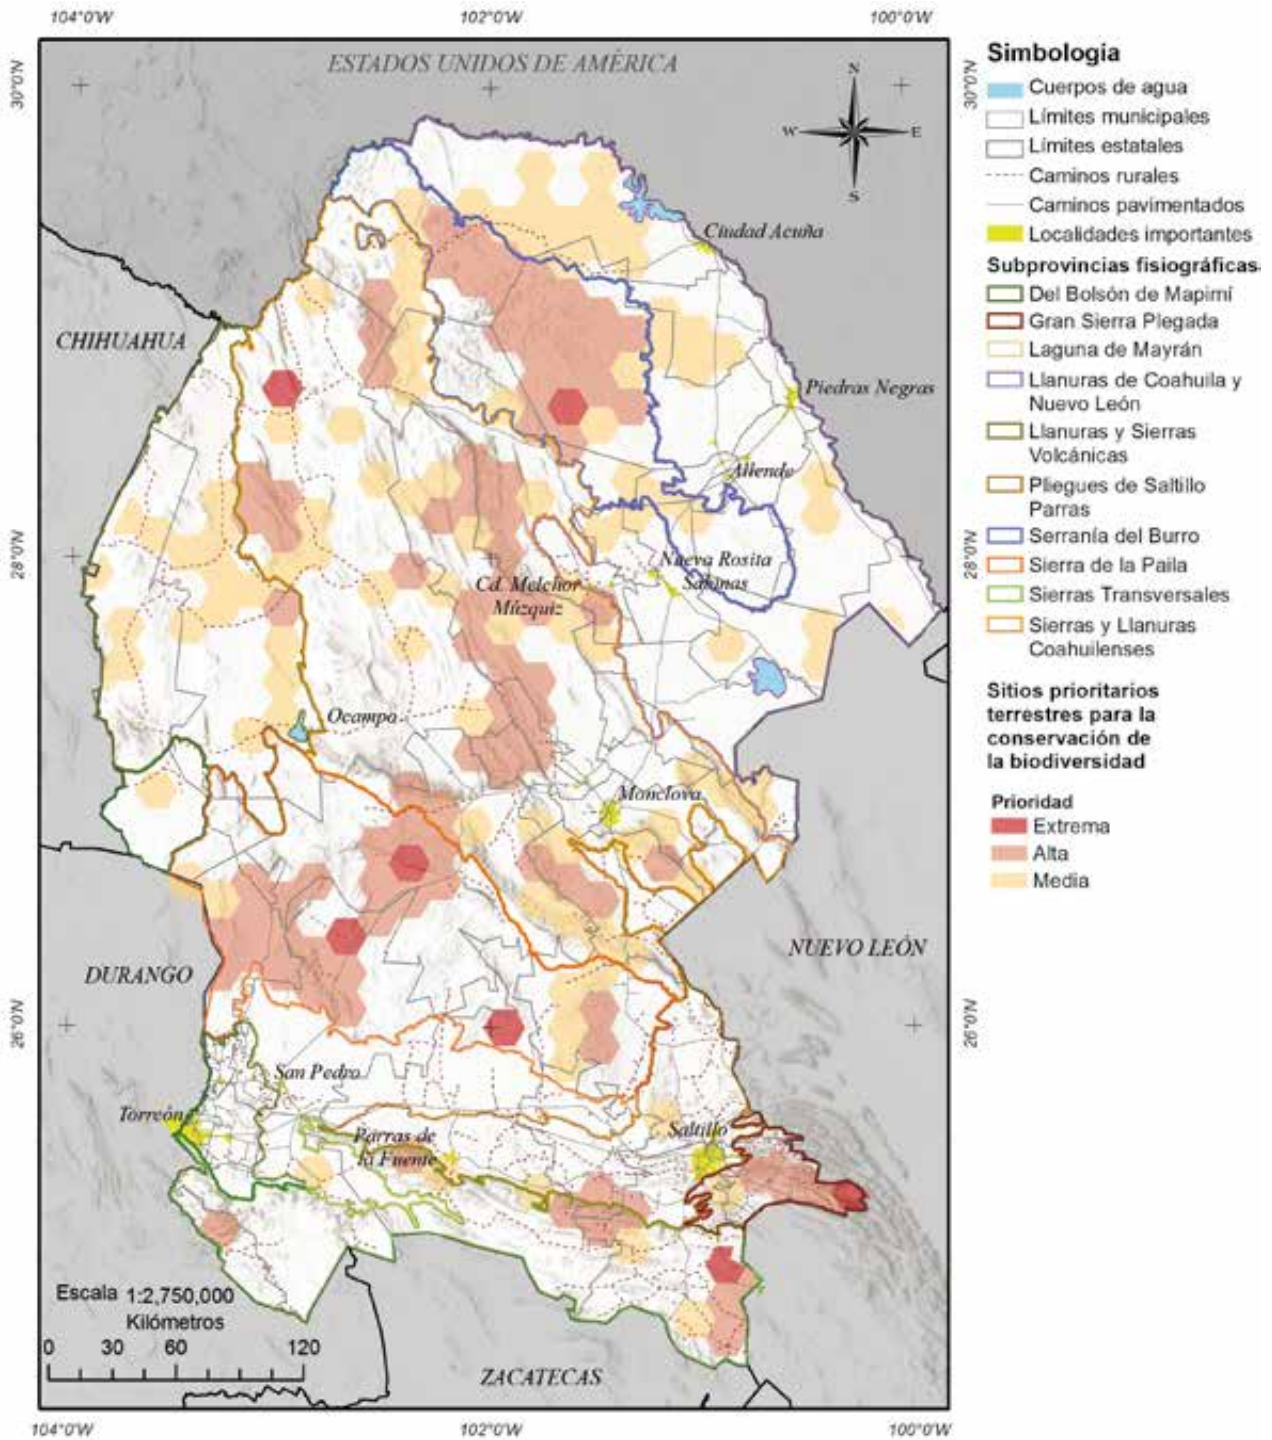 104°0'W 102°0'W 100°0'W
30°0'N
28°0'N
26°0'N
ESTADOS UNIDOS DE AMÉRICA
N
W E
S
Ciudad Acuña
CHIHUAHUA
Piedras Negras
Allende
Nueva Rosita
Sabinas
Cd. Melchor
Múzquiz
Ocampo
Monclova
DURANGO
NUEVO LEÓN
San Pedro
Torreón
Parras de
la Fuente
Saltillo
Escala 1:2,750,000
Kilómetros
0 30 60 120
ZACATECAS
104°0'W 102°0'W 100°0'W
30°0'N
28°0'N
26°0'N
Simbología
Cuerpos de agua
Límites municipales
Límites estatales
Caminos rurales
Caminos pavimentados
Localidades importantes
Subprovincias fisiográficas
Del Bolsón de Mapimí
Gran Sierra Plegada
Laguna de Mayrán
Llanuras de Coahuila y
Nuevo León
Llanuras y Sierras
Volcánicas
Pliegues de Saltillo
Parras
Serranía del Burro
Sierra de la Paila
Sierras Transversales
Sierras y Llanuras
Coahuilenses
Sitios prioritarios
terrestres para la
conservación de
la biodiversidad
Prioridad
Extrema
Alta
Media